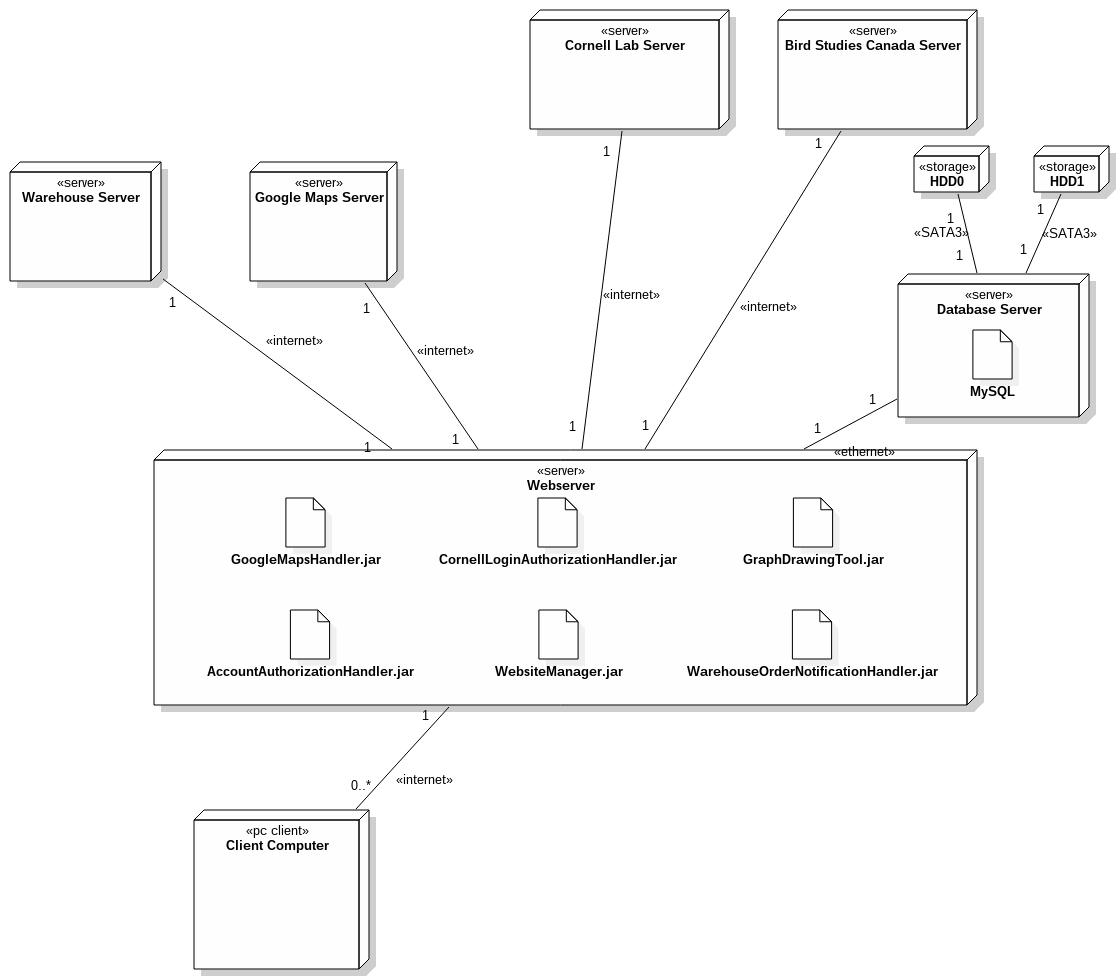 «server»
Cornell Lab Server
«server»
Bird Studies Canada Server
1
1
«storage»
HDD0
«storage»
HDD1
«server»
Warehouse Server
«server»
Google Maps Server
1
1
«SATA3»
«SATA3»
1
1
«server»
Database Server
MySQL
1
1
«internet»
«internet»
«internet»
«internet»
1
1
1
1
1
1
«ethernet»
«server»
Webserver
GoogleMapsHandler.jar
CornellLoginAuthorizationHandler.jar
GraphDrawingTool.jar
AccountAuthorizationHandler.jar
WebsiteManager.jar
WarehouseOrderNotificationHandler.jar
1
«internet»
0..*
«pc client»
Client Computer